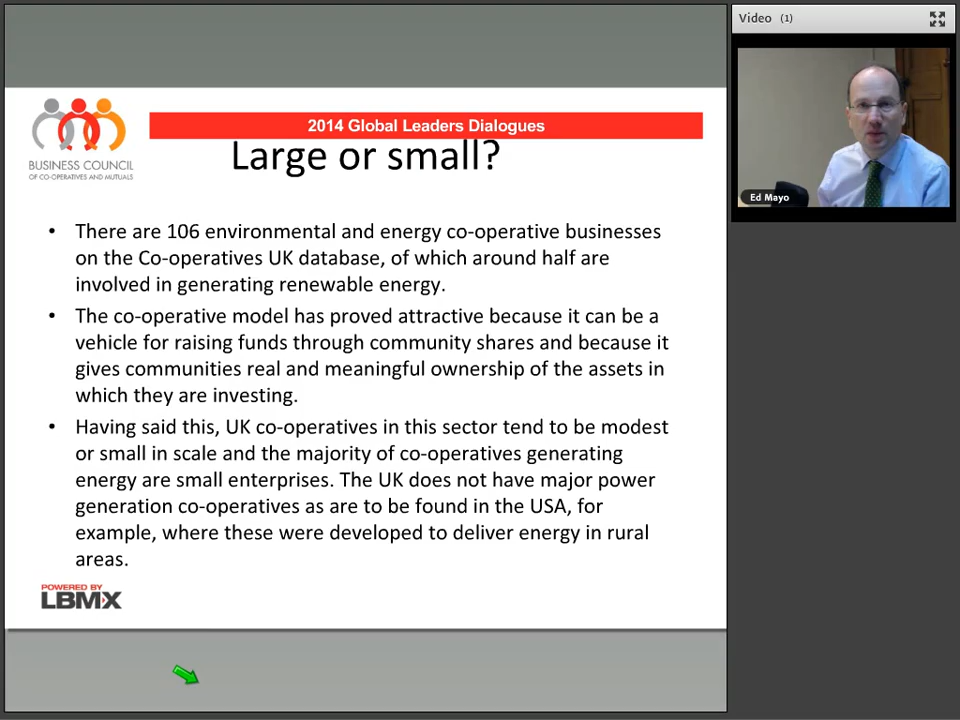 Video (1)
Ed Mayo
BUSINESS COUNCIL
OF CO-OPERATIVES AND MUTUALS
2014 Global Leaders Dialogues
Large or small?
• There are 106 environmental and energy co-operative businesses
on the Co-operatives UK database, of which around half are
involved in generating renewable energy.
• The co-operative model has proved attractive because it can be a
vehicle for raising funds through community shares and because it
gives communities real and meaningful ownership of the assets in
which they are investing.
• Having said this, UK co-operatives in this sector tend to be modest
or small in scale and the majority of co-operatives generating
energy are small enterprises. The UK does not have major power
generation co-operatives as are to be found in the USA, for
example, where these were developed to deliver energy in rural
areas.
POWERED BY
LBMX